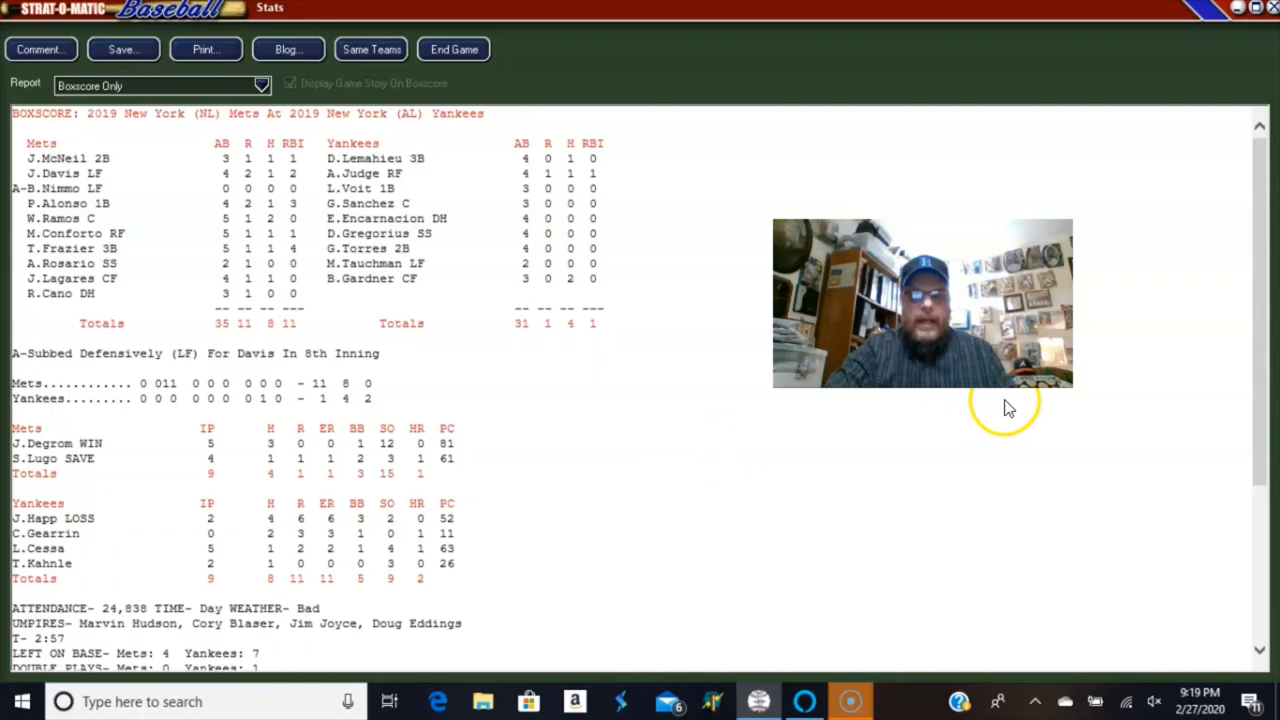 STRAT-O-MATIC Baseball Stats
Comment... Save... Print... Blog... Same Teams End Game
Report Boxscore Only Display Game Story On Boxscore
BOXSCORE: 2019 New York (NL) Mets At 2019 New York (AL) Yankees
Mets AB R H RBI Yankees AB R H RBI
J.McNeil 2B 3 1 1 1 D.Lemahieu 3B 4 0 1 0
J.Davis LF 4 2 1 2 A.Judge RF 4 1 1 1
A-B.Nimmo LF 0 0 0 0 L.Voit 1B 3 0 0 0
P.Alonso 1B 4 2 1 3 G.Sanchez C 3 0 0 0
W.Ramos C 5 1 2 0 E.Encarnacion DH 4 0 0 0
M.Conforto RF 5 1 1 1 D.Gregorius SS 4 0 0 0
T.Frazier 3B 5 1 1 4 G.Torres 2B 4 0 0 0
A.Rosario SS 2 1 0 0 M.Tauchman LF 2 0 0 0
J.Lagares CF 4 1 1 0 B.Gardner CF 3 0 2 0
R.Cano DH 3 1 0 0
-- -- -- -- -- -- -- --
Totals 35 11 8 11 Totals 31 1 4 1
A-Subbed Defensively (LF) For Davis In 8th Inning
Mets............ 0 011 0 0 0 0 0 0 - 11 8 0
Yankees......... 0 0 0 0 0 0 0 1 0 - 1 4 2
Mets IP H R ER BB SO HR PC
J.Degrom WIN 5 3 0 0 1 12 0 81
S.Lugo SAVE 4 1 1 1 2 3 1 61
Totals 9 4 1 1 3 15 1
Yankees IP H R ER BB SO HR PC
J.Happ LOSS 2 4 6 6 3 2 0 52
C.Gearrin 0 2 3 3 1 0 1 11
L.Cessa 5 1 2 2 1 4 1 63
T.Kahnle 2 1 0 0 0 3 0 26
Totals 9 8 11 11 5 9 2
ATTENDANCE- 24,838 TIME- Day WEATHER- Bad
UMPIRES- Marvin Hudson, Cory Blaser, Jim Joyce, Doug Eddings
T- 2:57
LEFT ON BASE- Mets: 4 Yankees: 7
DOUBLE PLAYS- Mets: 0 Yankees: 1
Type here to search
6
9:19 PM
2/27/2020
11